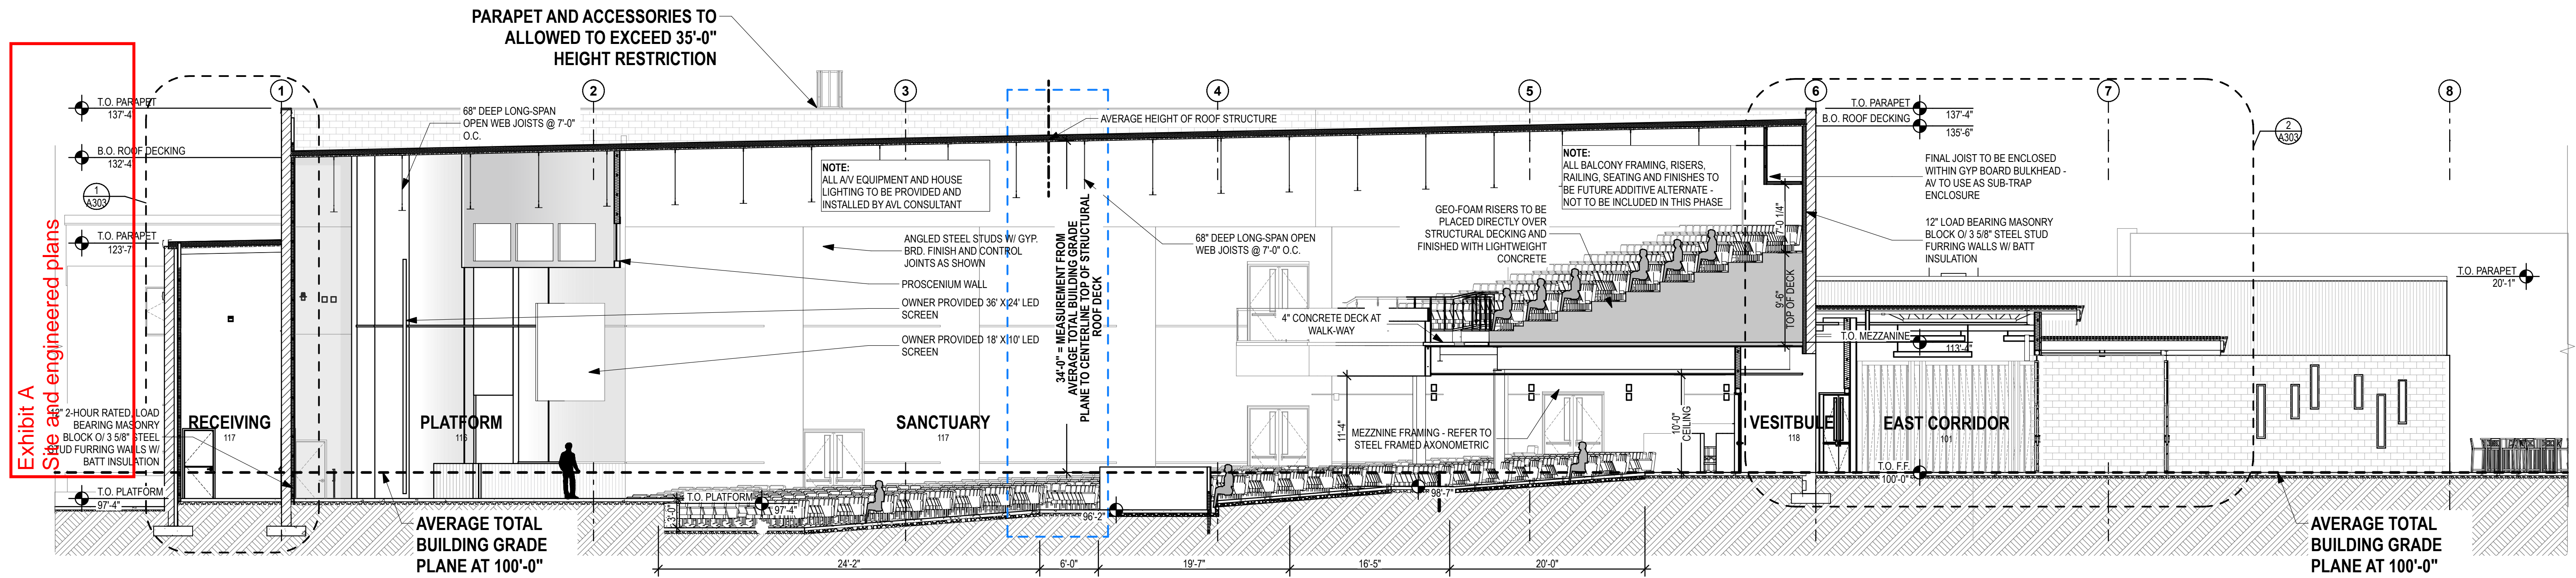 PARAPET AND ACCESSORIES TO
ALLOWED TO EXCEED 35'-0"
HEIGHT RESTRICTION
1
2
3
4
5
6
7
8
T.O. PARAPET
137'-4"
B.O. ROOF DECKING
132'-4"
1
A303
T.O. PARAPET
123'-7"
Exhibit A
Site and engineered plans
12" 2-HOUR RATED, LOAD
BEARING MASONRY
BLOCK O/ 3 5/8" STEEL
STUD FURRING WALLS W/
BATT INSULATION
T.O. PLATFORM
97'-4"
RECEIVING
117
68" DEEP LONG-SPAN
OPEN WEB JOISTS @ 7'-0"
O.C.
PLATFORM
116
AVERAGE TOTAL
BUILDING GRADE
PLANE AT 100'-0"
NOTE:
ALL A/V EQUIPMENT AND HOUSE
LIGHTING TO BE PROVIDED AND
INSTALLED BY AVL CONSULTANT
ANGLED STEEL STUDS W/ GYP.
BRD. FINISH AND CONTROL
JOINTS AS SHOWN
PROSCENIUM WALL
OWNER PROVIDED 36' X 24' LED
SCREEN
OWNER PROVIDED 18' X 10' LED
SCREEN
SANCTUARY
117
T.O. PLATFORM
97'-4"
3'-0"
AVERAGE HEIGHT OF ROOF STRUCTURE
34'-0" = MEASUREMENT FROM
AVERAGE TOTAL BUILDING GRADE
PLANE TO CENTERLINE TOP OF STRUCTURAL
ROOF DECK
96'-2"
68" DEEP LONG-SPAN OPEN
WEB JOISTS @ 7'-0" O.C.
4" CONCRETE DECK AT
WALK-WAY
GEO-FOAM RISERS TO BE
PLACED DIRECTLY OVER
STRUCTURAL DECKING AND
FINISHED WITH LIGHTWEIGHT
CONCRETE
NOTE:
ALL BALCONY FRAMING, RISERS,
RAILING, SEATING AND FINISHES TO
BE FUTURE ADDITIVE ALTERNATE -
NOT TO BE INCLUDED IN THIS PHASE
9'-6"
TOP OF DECK
11'-4"
MEZZNINE FRAMING - REFER TO
STEEL FRAMED AXONOMETRIC
10'-0"
CEILING
98'-7"
24'-2"
6'-0"
19'-7"
16'-5"
20'-0"
VESITBULE
118
T.O. PARAPET
137'-4"
B.O. ROOF DECKING
135'-6"
FINAL JOIST TO BE ENCLOSED
WITHIN GYP BOARD BULKHEAD -
AV TO USE AS SUB-TRAP
ENCLOSURE
12" LOAD BEARING MASONRY
BLOCK O/ 3 5/8" STEEL STUD
FURRING WALLS W/ BATT
INSULATION
T.O. MEZZANINE
113'-4"
EAST CORRIDOR
101
T.O. F.F.
100'-0"
2
A303
T.O. PARAPET
20'-1"
AVERAGE TOTAL
BUILDING GRADE
PLANE AT 100'-0"